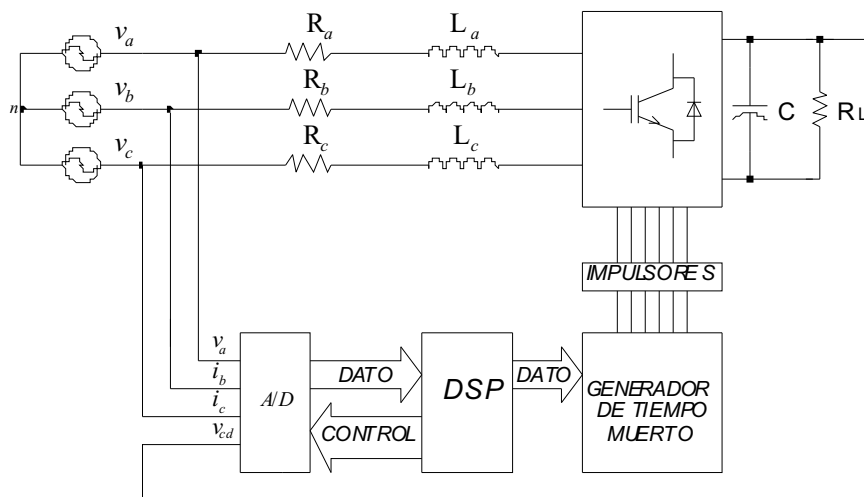 v_a R_a L_a
n v_b R_b L_b
v_c R_c L_c
C RL
IMPULSORES
v_a
i_b
i_c
v_cd
A/D
DATO
CONTROL
DSP
DATO
GENERADOR
DE TIEMPO
MUERTO